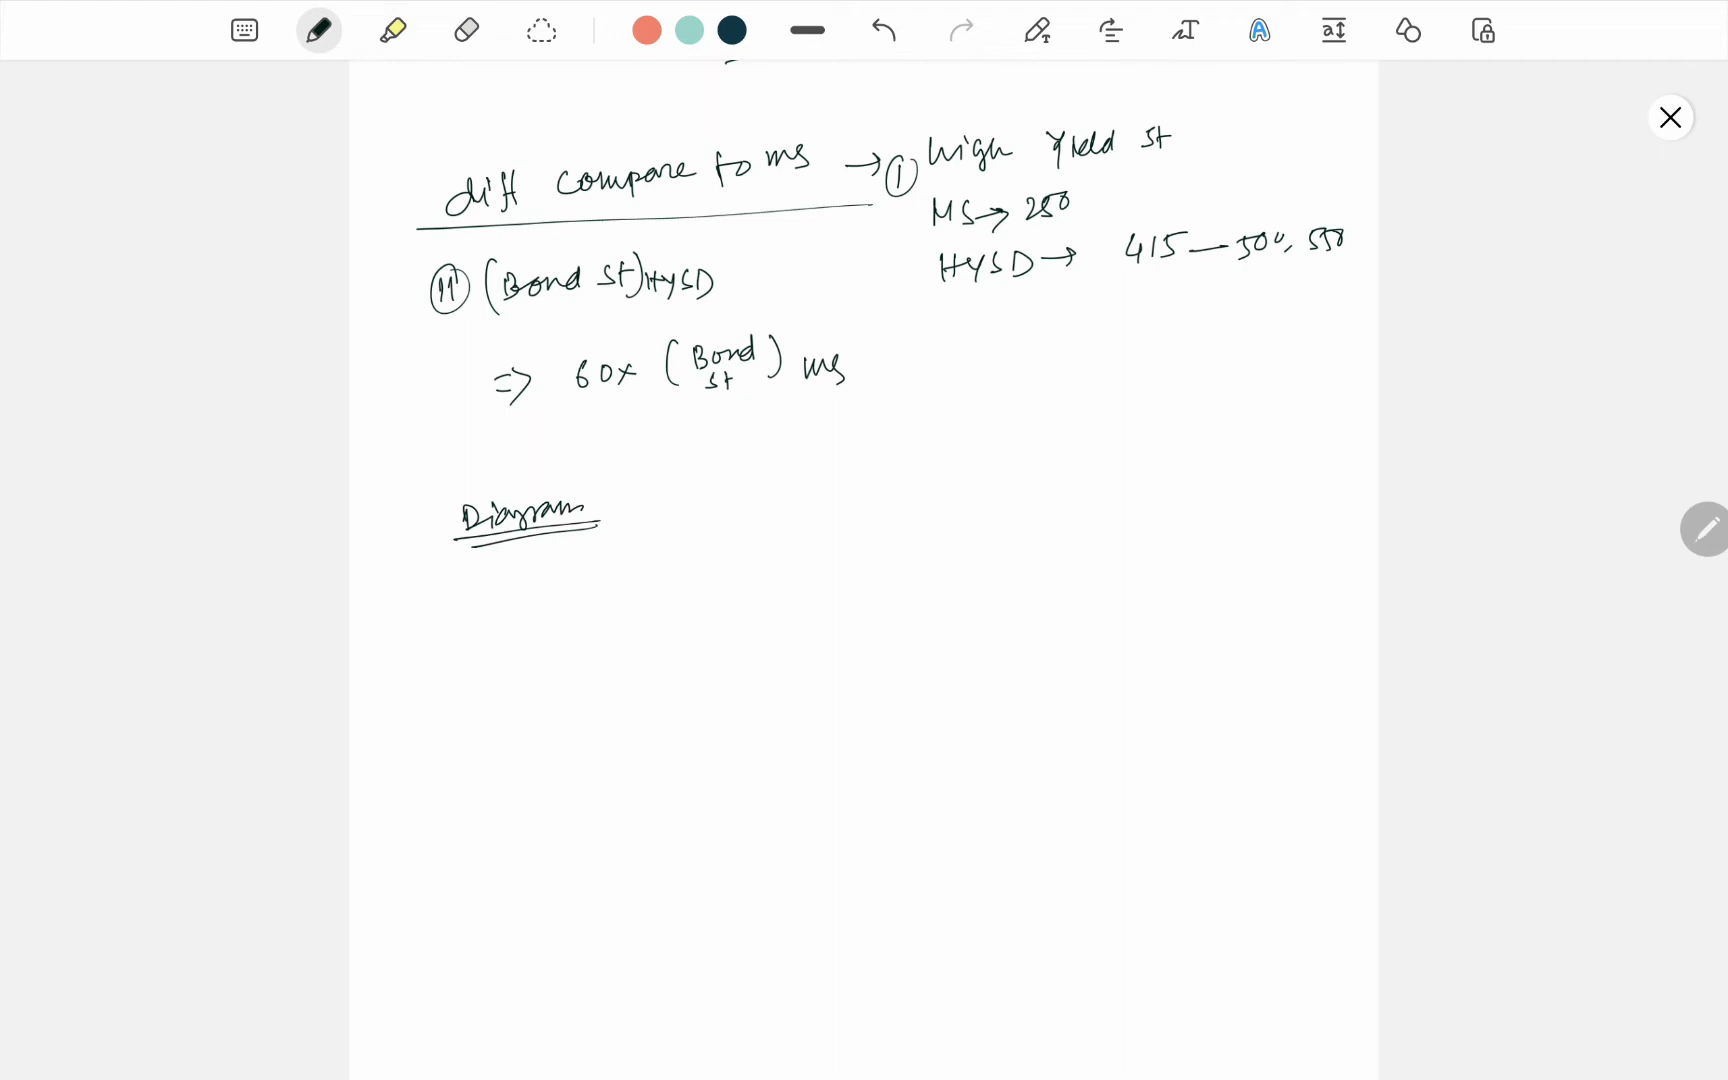 diff compare to ms → ① high Yield st
MS → 250
HYSD → 415 — 500, 550
(II) (Bond st) HYSD
⇒ 60x (Bond st) ms
Diagram